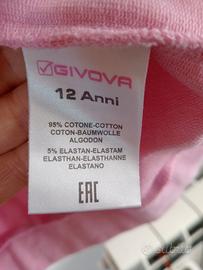 GIVOVA
12 Anni
95% COTONE-COTTON
COTON-BAUMWOLLE
ALGODON
5% ELASTAN-ELASTAM
ELASTHAN-ELASTHANNE
ELASTANO
EAC